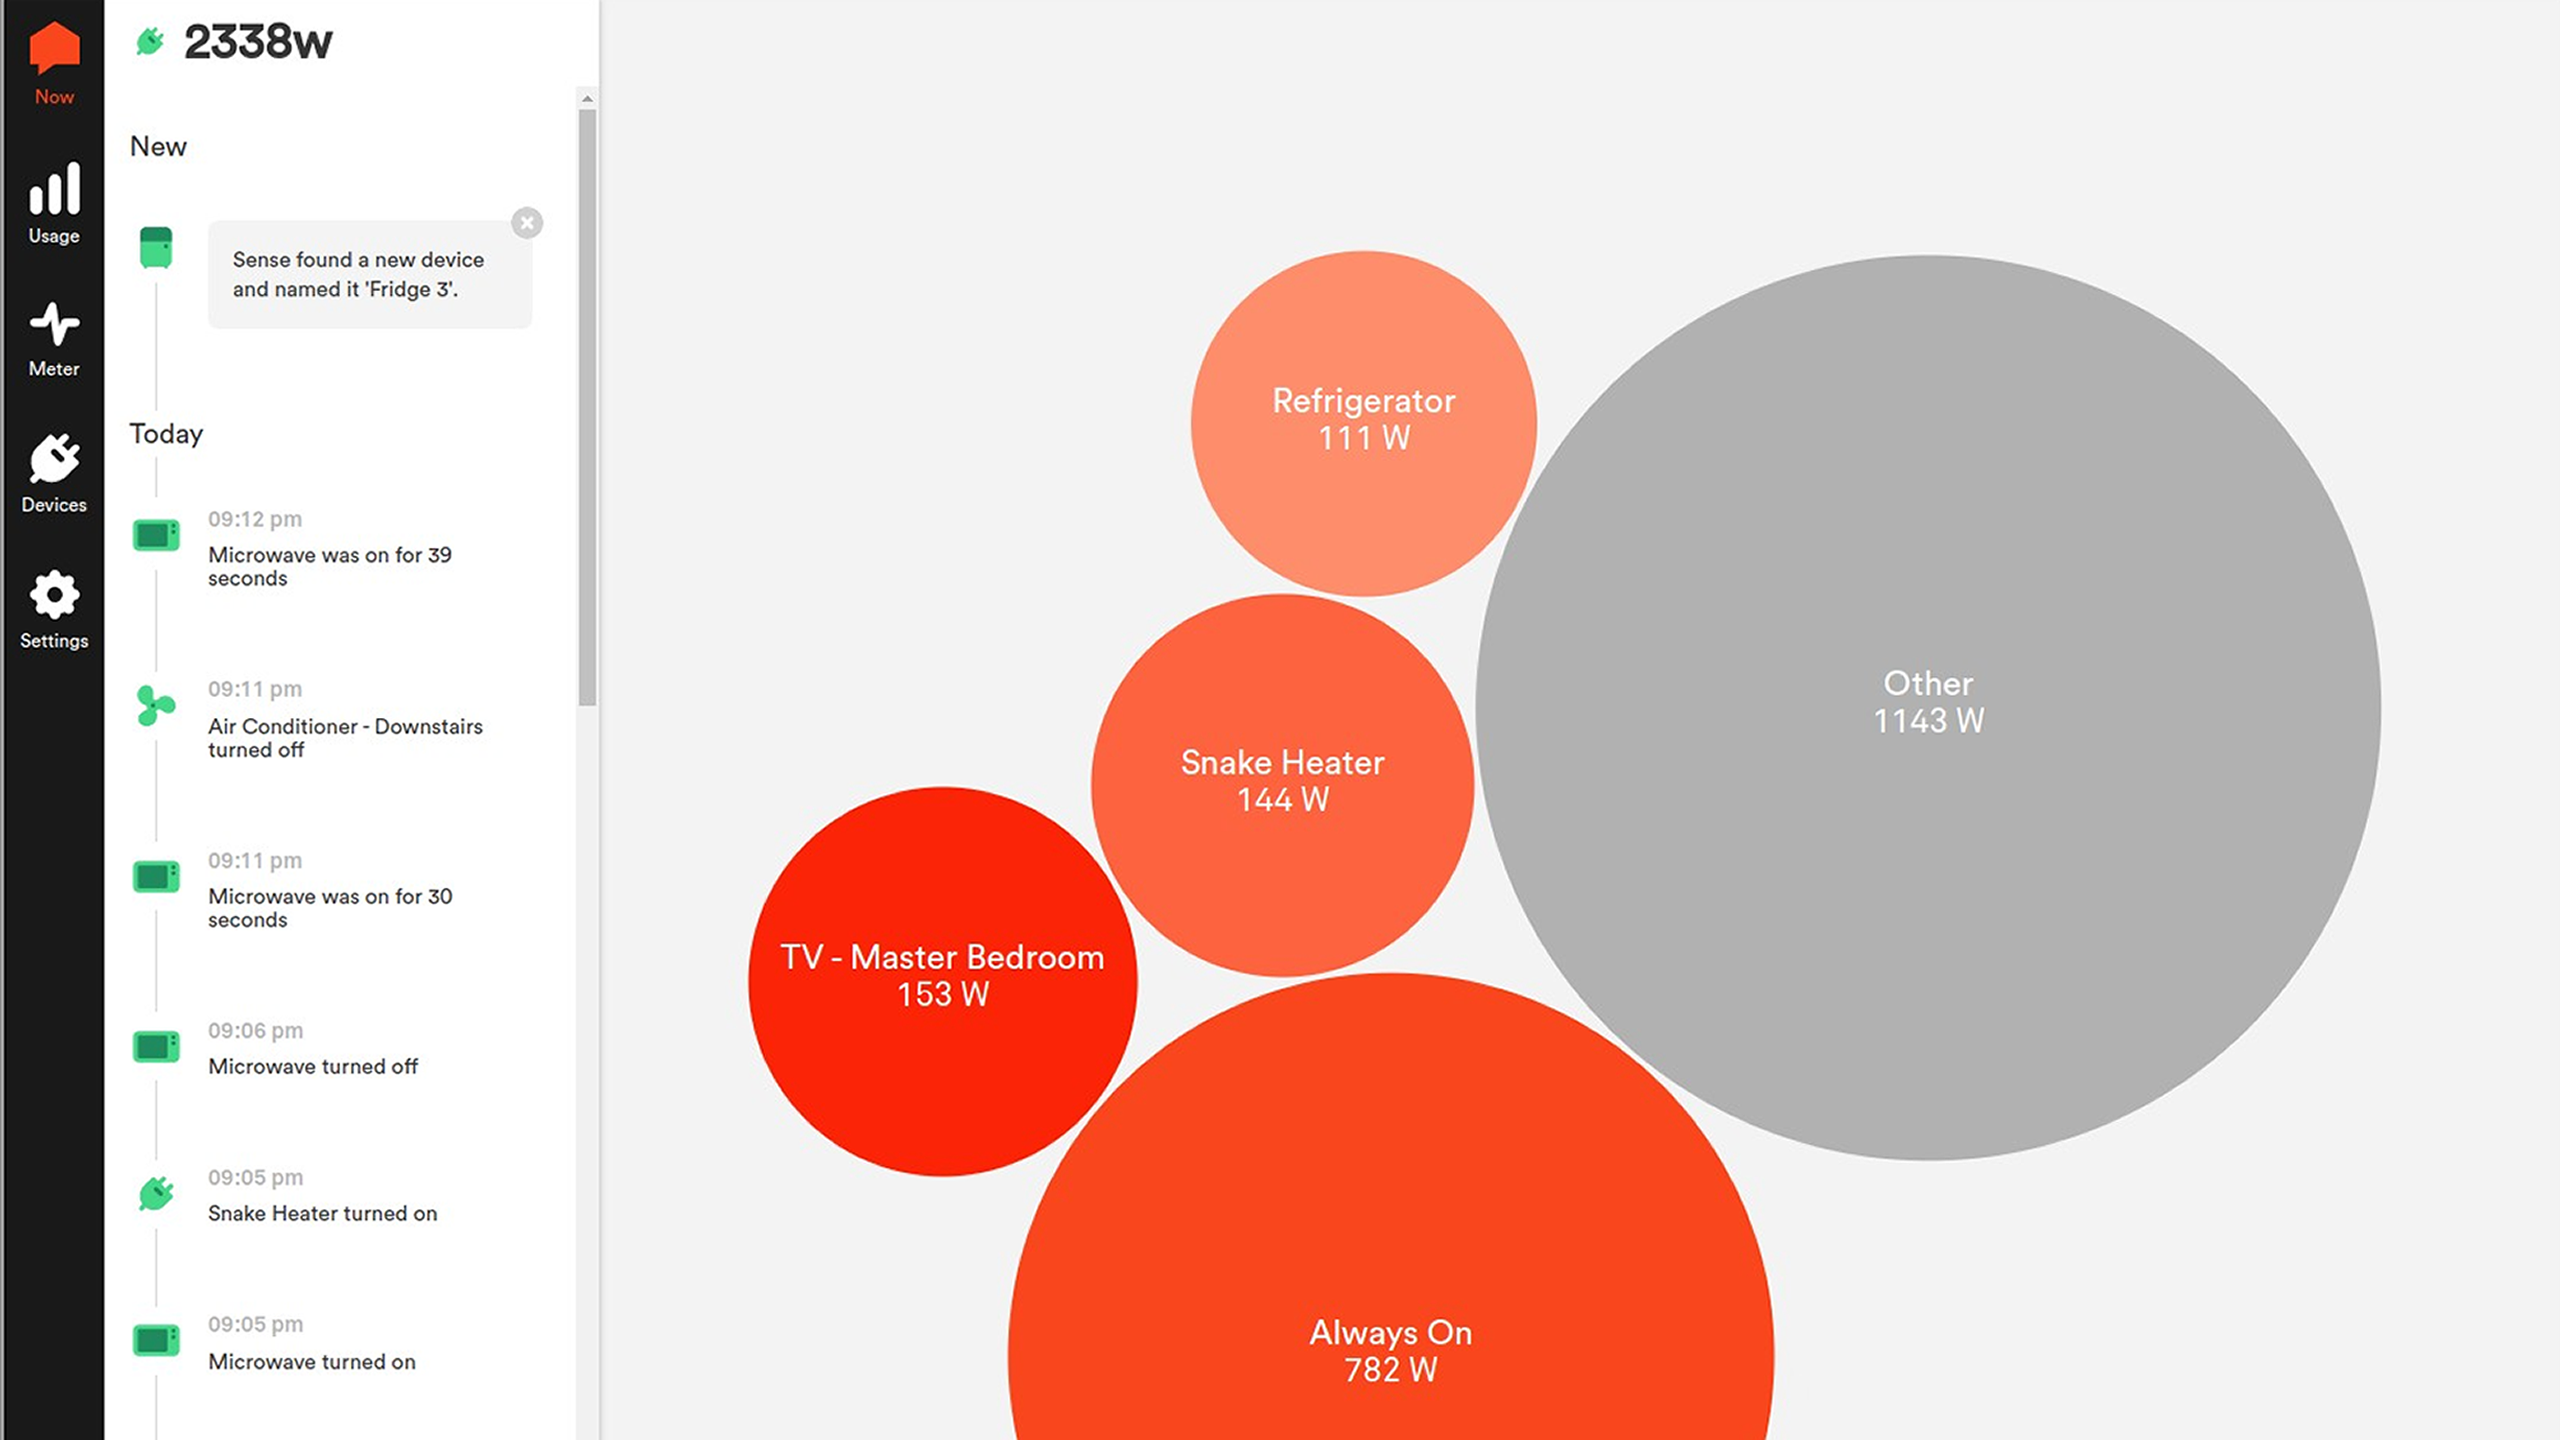 2338w
Now
Usage
Meter
Devices
Settings
New
Sense found a new device
and named it 'Fridge 3'.
Today
09:12 pm
Microwave was on for 39
seconds
09:11 pm
Air Conditioner - Downstairs
turned off
09:11 pm
Microwave was on for 30
seconds
09:06 pm
Microwave turned off
09:05 pm
Snake Heater turned on
09:05 pm
Microwave turned on
Refrigerator
111 W
Other
1143 W
Snake Heater
144 W
TV - Master Bedroom
153 W
Always On
782 W